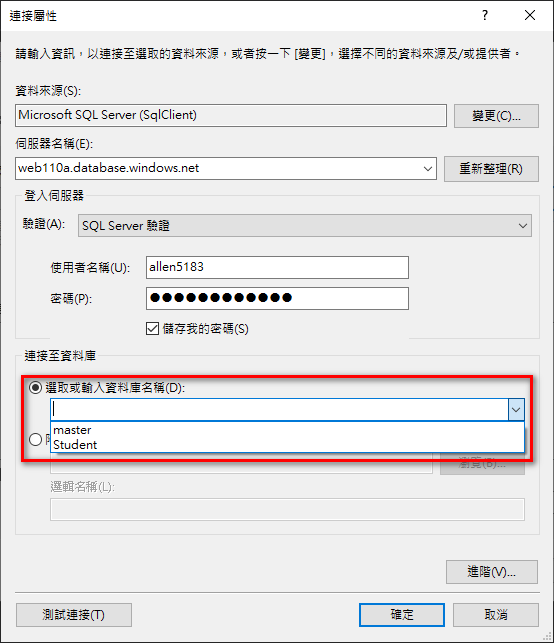 連接屬性
請輸入資訊，以連接至選取的資料來源，或者按一下 [變更]，選擇不同的資料來源及/或提供者。
資料來源(S):
Microsoft SQL Server (SqlClient)
變更(C)...
伺服器名稱(E):
web110a.database.windows.net
重新整理(R)
登入伺服器
驗證(A):
SQL Server 驗證
使用者名稱(U):
allen5183
密碼(P):
●●●●●●●●●●●●
儲存我的密碼(S)
連接至資料庫
選取或輸入資料庫名稱(D):
master
Student
瀏覽(B)...
邏輯名稱(L):
進階(V)...
測試連接(T)
確定
取消